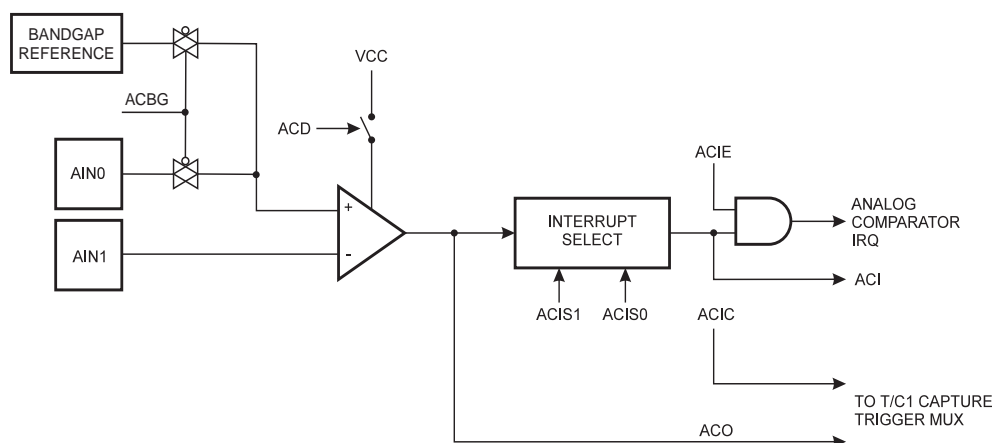 BANDGAP
REFERENCE
ACBG
VCC
ACD
AIN0
AIN1
+
-
INTERRUPT
SELECT
ACIS1
ACIS0
ACIE
ANALOG
COMPARATOR
IRQ
ACI
ACIC
TO T/C1 CAPTURE
TRIGGER MUX
ACO